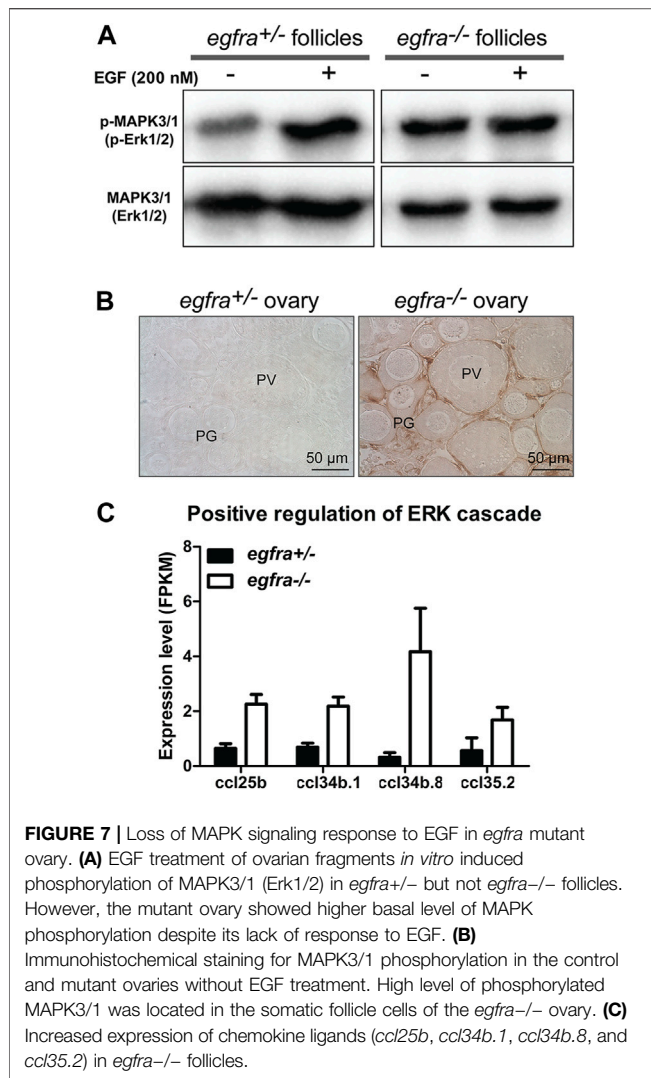 A
egfra+/- follicles egfra-/- follicles
EGF (200 nM) - + - +
p-MAPK3/1
(p-Erk1/2)
MAPK3/1
(Erk1/2)
B
egfra+/- ovary egfra-/- ovary
PV
PG
50 µm
PV
PG
50 µm
C Positive regulation of ERK cascade
Expression level (FPKM)
8
6
4
2
0
egfra+/-
egfra-/-
ccl25b ccl34b.1 ccl34b.8 ccl35.2
FIGURE 7 | Loss of MAPK signaling response to EGF in egfra mutant
ovary. (A) EGF treatment of ovarian fragments in vitro induced
phosphorylation of MAPK3/1 (Erk1/2) in egfra+/− but not egfra−/− follicles.
However, the mutant ovary showed higher basal level of MAPK
phosphorylation despite its lack of response to EGF. (B)
Immunohistochemical staining for MAPK3/1 phosphorylation in the control
and mutant ovaries without EGF treatment. High level of phosphorylated
MAPK3/1 was located in the somatic follicle cells of the egfra−/− ovary. (C)
Increased expression of chemokine ligands (ccl25b, ccl34b.1, ccl34b.8, and
ccl35.2) in egfra−/− follicles.